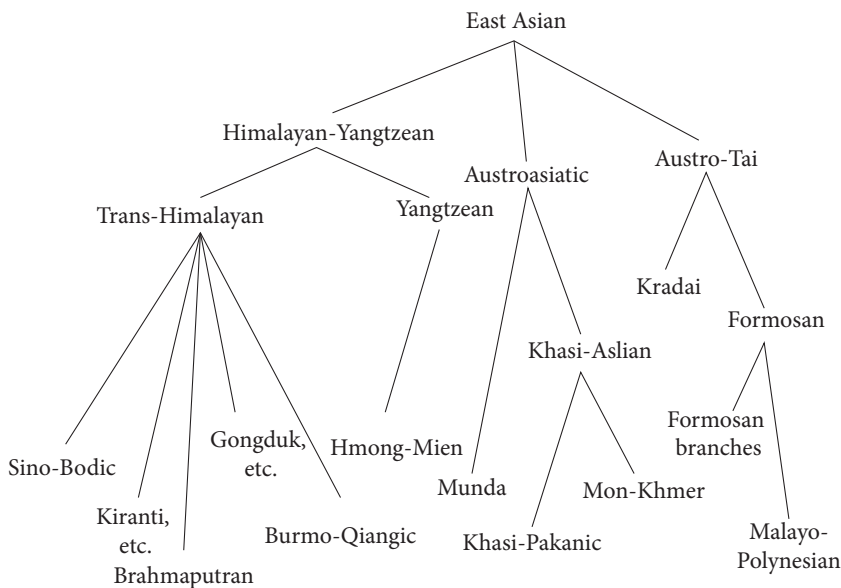 East Asian
Himalayan-Yangtzean
Austro-Tai
Austroasiatic
Trans-Himalayan
Yangtzean
Kradai
Formosan
Khasi-Aslian
Formosan
branches
Gongduk,
etc.
Hmong-Mien
Sino-Bodic
Munda
Mon-Khmer
Kiranti,
etc.
Burmo-Qiangic
Khasi-Pakanic
Malayo-
Polynesian
Brahmaputran